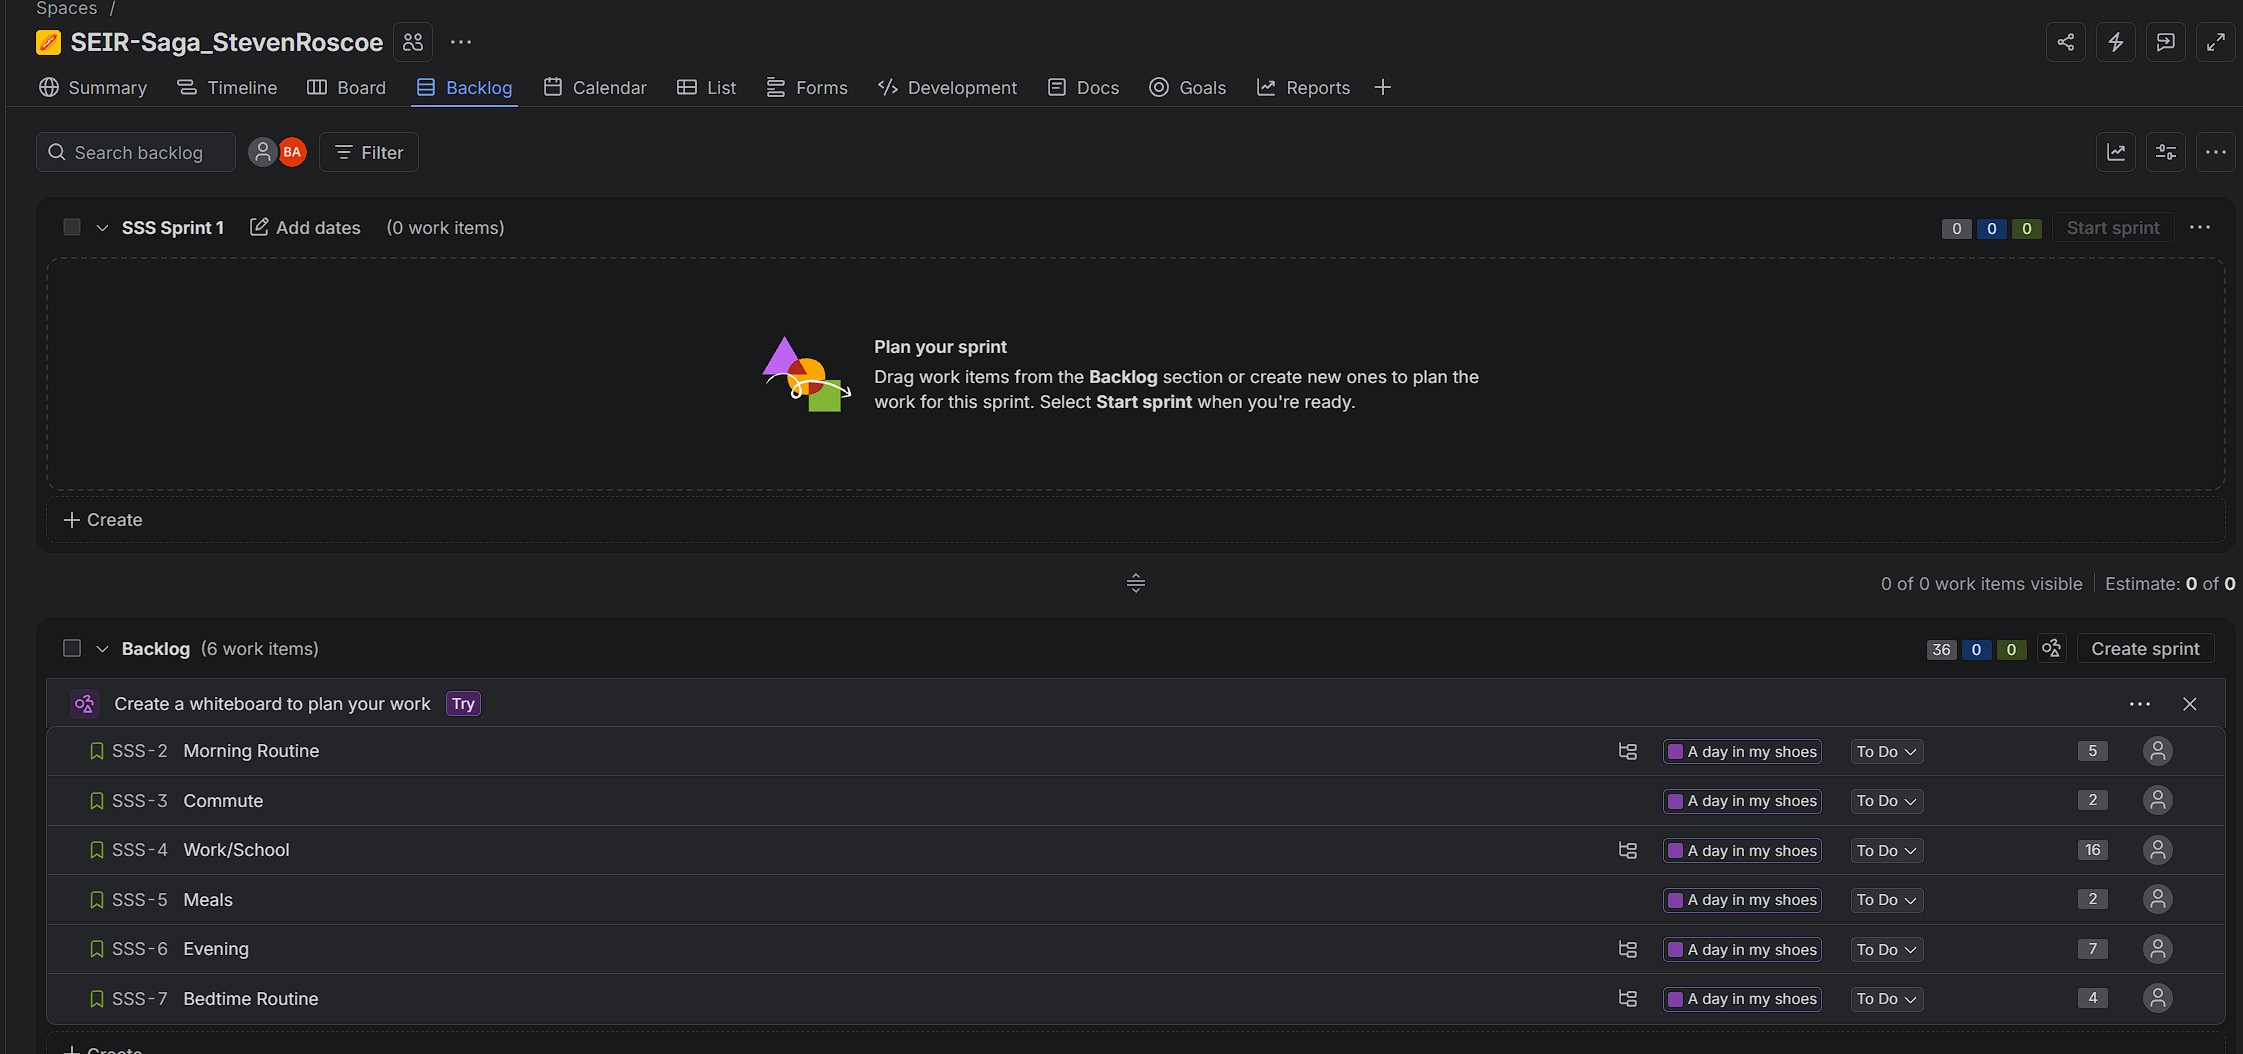 Spaces /
SEIR-Saga_StevenRoscoe
Summary Timeline Board Backlog Calendar List Forms Development Docs Goals Reports
Search backlog BA Filter
SSS Sprint 1 Add dates (0 work items) 0 0 0 Start sprint
Plan your sprint
Drag work items from the Backlog section or create new ones to plan the
work for this sprint. Select Start sprint when you're ready.
Create
0 of 0 work items visible Estimate: 0 of 0
Backlog (6 work items) 36 0 0 Create sprint
Create a whiteboard to plan your work Try
SSS-2 Morning Routine A day in my shoes To Do 5
SSS-3 Commute A day in my shoes To Do 2
SSS-4 Work/School A day in my shoes To Do 16
SSS-5 Meals A day in my shoes To Do 2
SSS-6 Evening A day in my shoes To Do 7
SSS-7 Bedtime Routine A day in my shoes To Do 4
Create